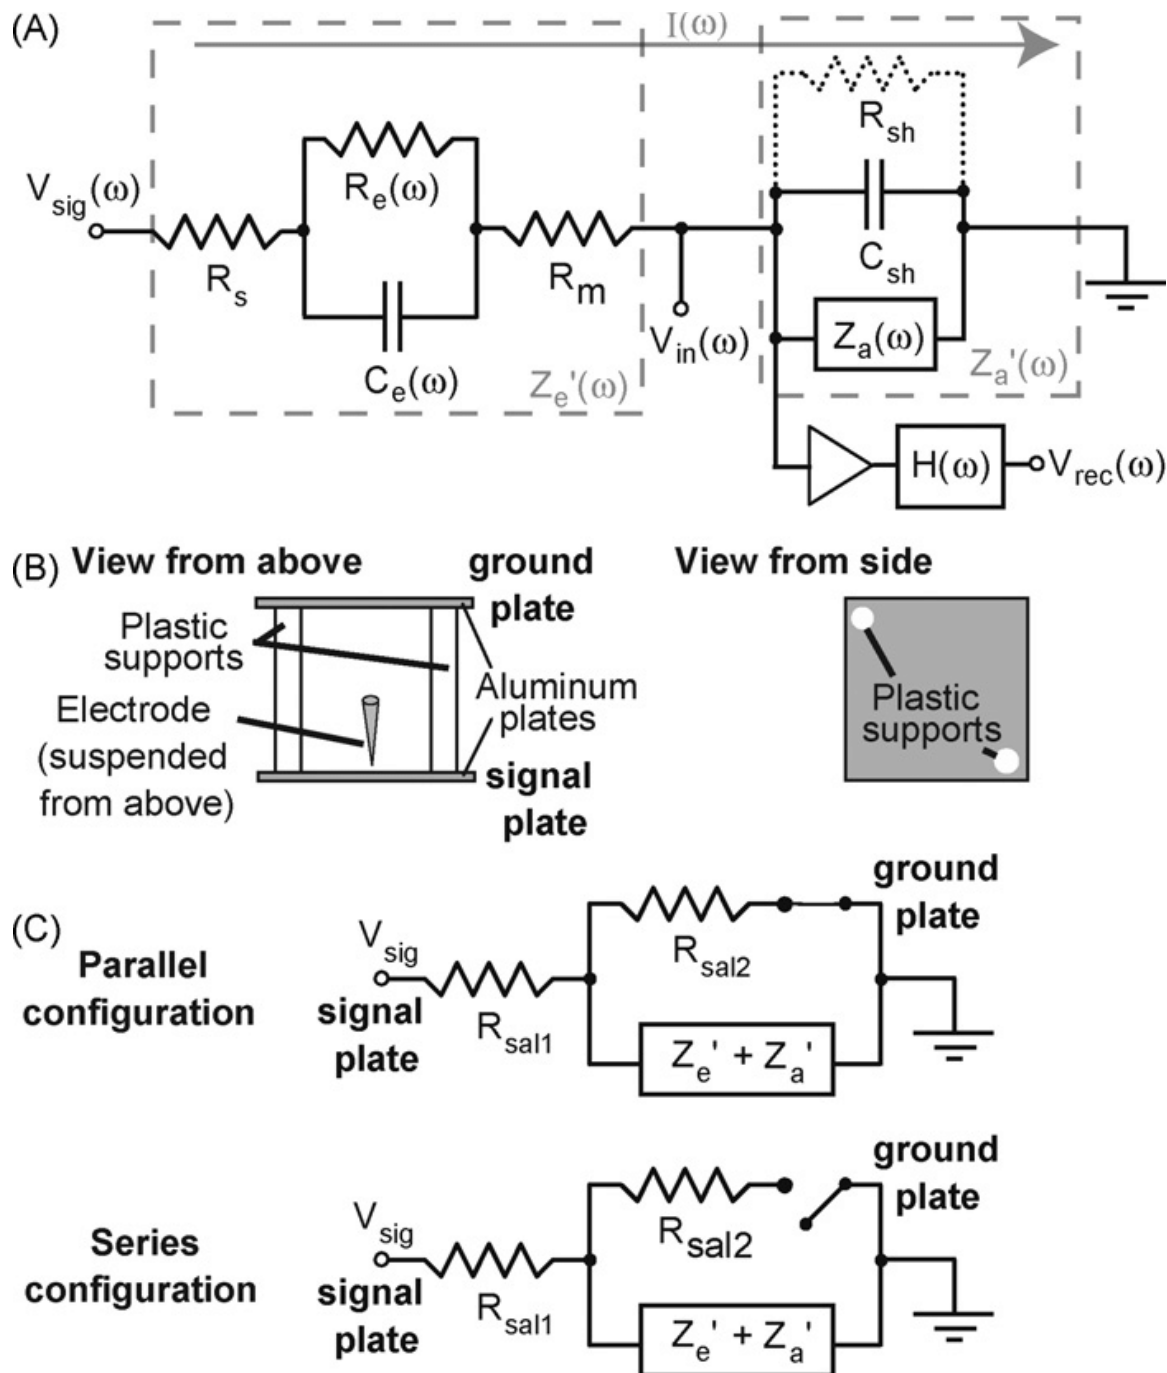 (A)
I(ω)
R_sh
V_sig(ω)
R_e(ω)
C_sh
R_s
R_m
V_in(ω)
Z_a(ω)
C_e(ω)
Z_e'(ω)
Z_a'(ω)
H(ω)
V_rec(ω)
(B)
View from above
ground
plate
View from side
Plastic
supports
Electrode
(suspended
from above)
Aluminum
plates
signal
plate
Plastic
supports
(C)
Parallel
configuration
V_sig
signal
plate
R_sal1
R_sal2
ground
plate
Z_e' + Z_a'
Series
configuration
V_sig
signal
plate
R_sal1
R_sal2
ground
plate
Z_e' + Z_a'